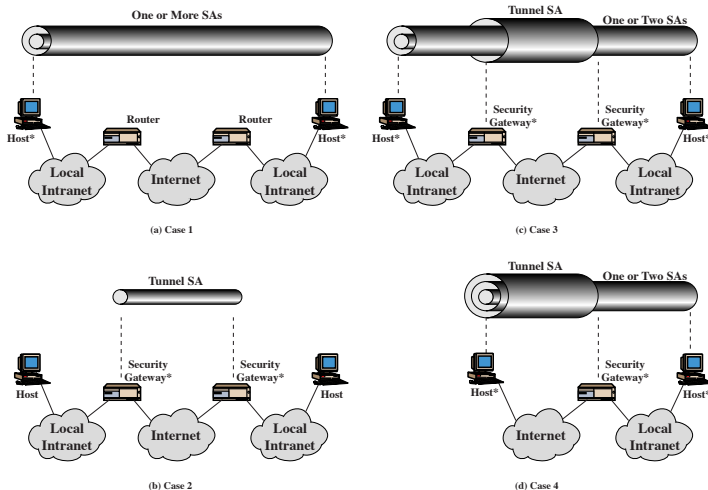 One or More SAs
Router
Router
Host*
Host*
Local
Intranet
Internet
Local
Intranet
(a) Case 1
Tunnel SA
One or Two SAs
Security
Gateway*
Security
Gateway*
Host*
Host*
Local
Intranet
Internet
Local
Intranet
(c) Case 3
Tunnel SA
Security
Gateway*
Security
Gateway*
Host
Host
Local
Intranet
Internet
Local
Intranet
(b) Case 2
Tunnel SA
One or Two SAs
Security
Gateway*
Host*
Host*
Internet
Local
Intranet
(d) Case 4